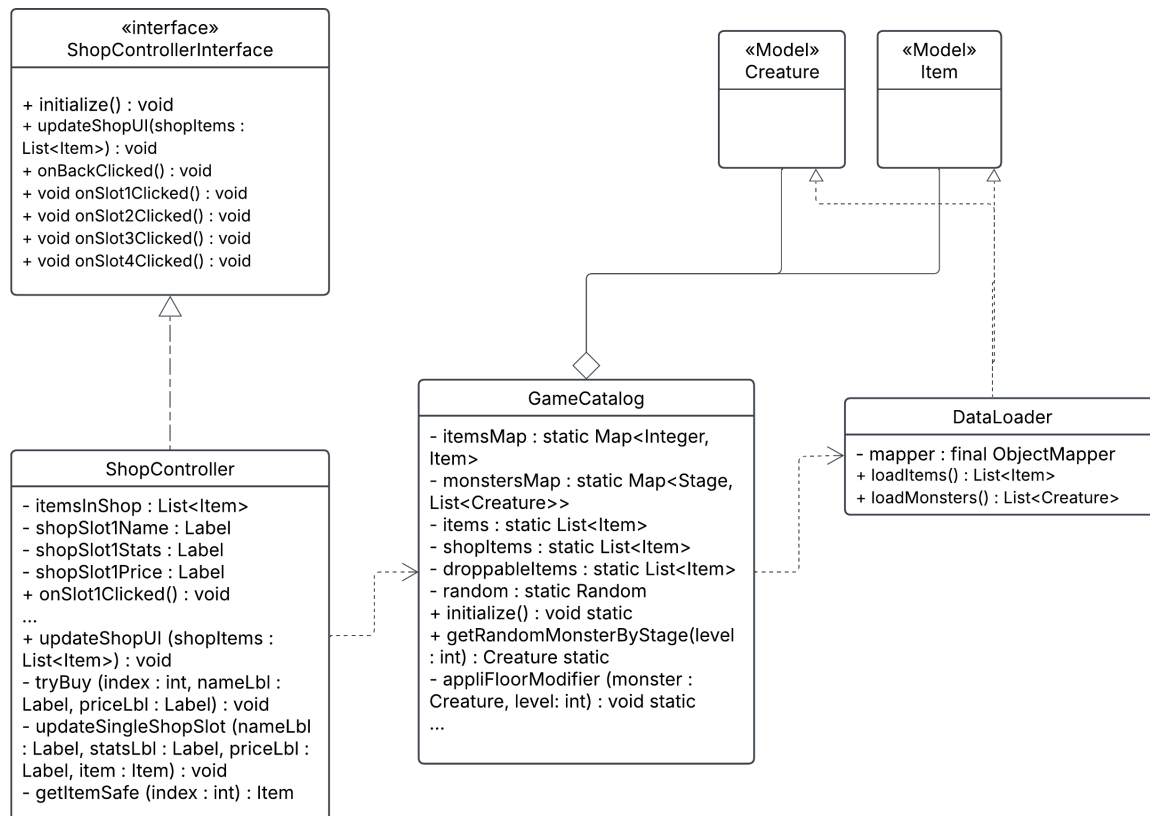 «interface»
ShopControllerInterface
+ initialize() : void
+ updateShopUI(shopItems :
List<Item>) : void
+ onBackClicked() : void
+ void onSlot1Clicked() : void
+ void onSlot2Clicked() : void
+ void onSlot3Clicked() : void
+ void onSlot4Clicked() : void
«Model»
Creature
«Model»
Item
ShopController
- itemsInShop : List<Item>
- shopSlot1Name : Label
- shopSlot1Stats : Label
- shopSlot1Price : Label
+ onSlot1Clicked() : void
...
+ updateShopUI (shopItems :
List<Item>) : void
- tryBuy (index : int, nameLbl :
Label, priceLbl : Label) : void
- updateSingleShopSlot (nameLbl
: Label, statsLbl : Label, priceLbl :
Label, item : Item) : void
- getItemSafe (index : int) : Item
GameCatalog
- itemsMap : static Map<Integer,
Item>
- monstersMap : static Map<Stage,
List<Creature>>
- items : static List<Item>
- shopItems : static List<Item>
- droppableItems : static List<Item>
- random : static Random
+ initialize() : void static
+ getRandomMonsterByStage(level
: int) : Creature static
- appliFloorModifier (monster :
Creature, level: int) : void static
...
DataLoader
- mapper : final ObjectMapper
+ loadItems() : List<Item>
+ loadMonsters() : List<Creature>